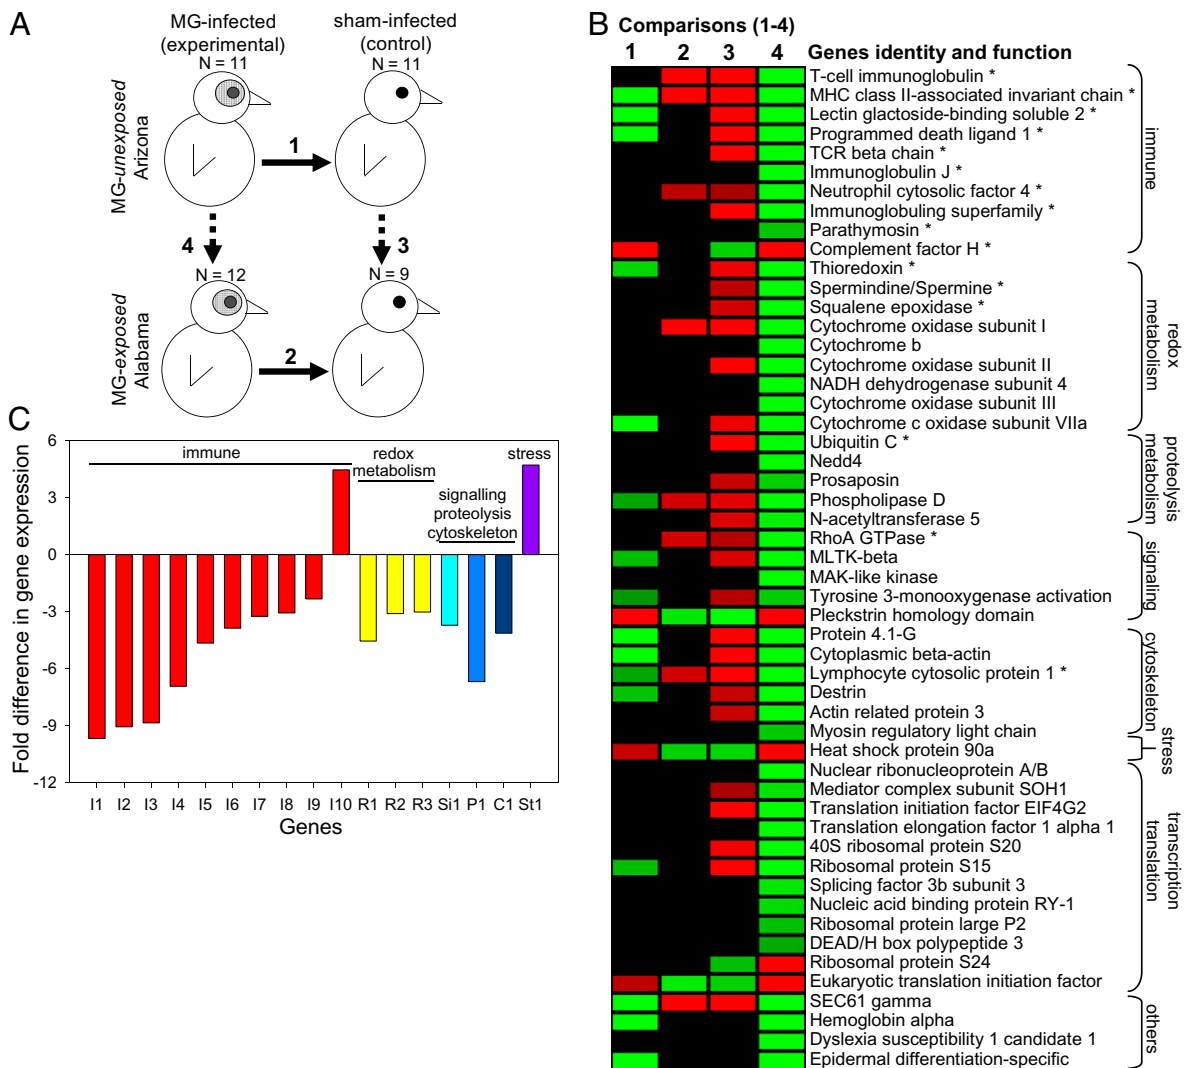 A
MG-infected
(experimental)
N = 11
sham-infected
(control)
N = 11
MG-unexposed
Arizona
1
4
3
N = 12
N = 9
MG-exposed
Alabama
2
B
Comparisons (1-4)
1 2 3 4 Genes identity and function
T-cell immunoglobulin *
MHC class II-associated invariant chain *
Lectin glactoside-binding soluble 2 *
Programmed death ligand 1 *
TCR beta chain *
Immunoglobulin J *
Neutrophil cytosolic factor 4 *
Immunoglobuling superfamily *
Parathymosin *
Complement factor H *
immune
Thioredoxin *
Spermindine/Spermine *
Squalene epoxidase *
Cytochrome oxidase subunit I
Cytochrome b
Cytochrome oxidase subunit II
NADH dehydrogenase subunit 4
Cytochrome oxidase subunit III
Cytochrome c oxidase subunit VIIa
redox
metabolism
Ubiquitin C *
Nedd4
Prosaposin
Phospholipase D
N-acetyltransferase 5
proteolysis
metabolism
RhoA GTPase *
MLTK-beta
MAK-like kinase
Tyrosine 3-monooxygenase activation
Pleckstrin homology domain
signaling
Protein 4.1-G
Cytoplasmic beta-actin
Lymphocyte cytosolic protein 1 *
Destrin
Actin related protein 3
Myosin regulatory light chain
cytoskeleton
Heat shock protein 90a
stress
Nuclear ribonucleoprotein A/B
Mediator complex subunit SOH1
Translation initiation factor EIF4G2
Translation elongation factor 1 alpha 1
40S ribosomal protein S20
Ribosomal protein S15
Splicing factor 3b subunit 3
Nucleic acid binding protein RY-1
Ribosomal protein large P2
DEAD/H box polypeptide 3
Ribosomal protein S24
Eukaryotic translation initiation factor
transcription
translation
SEC61 gamma
Hemoglobin alpha
Dyslexia susceptibility 1 candidate 1
Epidermal differentiation-specific
others
C
Fold difference in gene expression
6
3
0
-3
-6
-9
-12
immune
redox
metabolism
signalling
proteolysis
cytoskeleton
stress
I1 I2 I3 I4 I5 I6 I7 I8 I9 I10 R1 R2 R3 Si1 P1 C1 St1
Genes